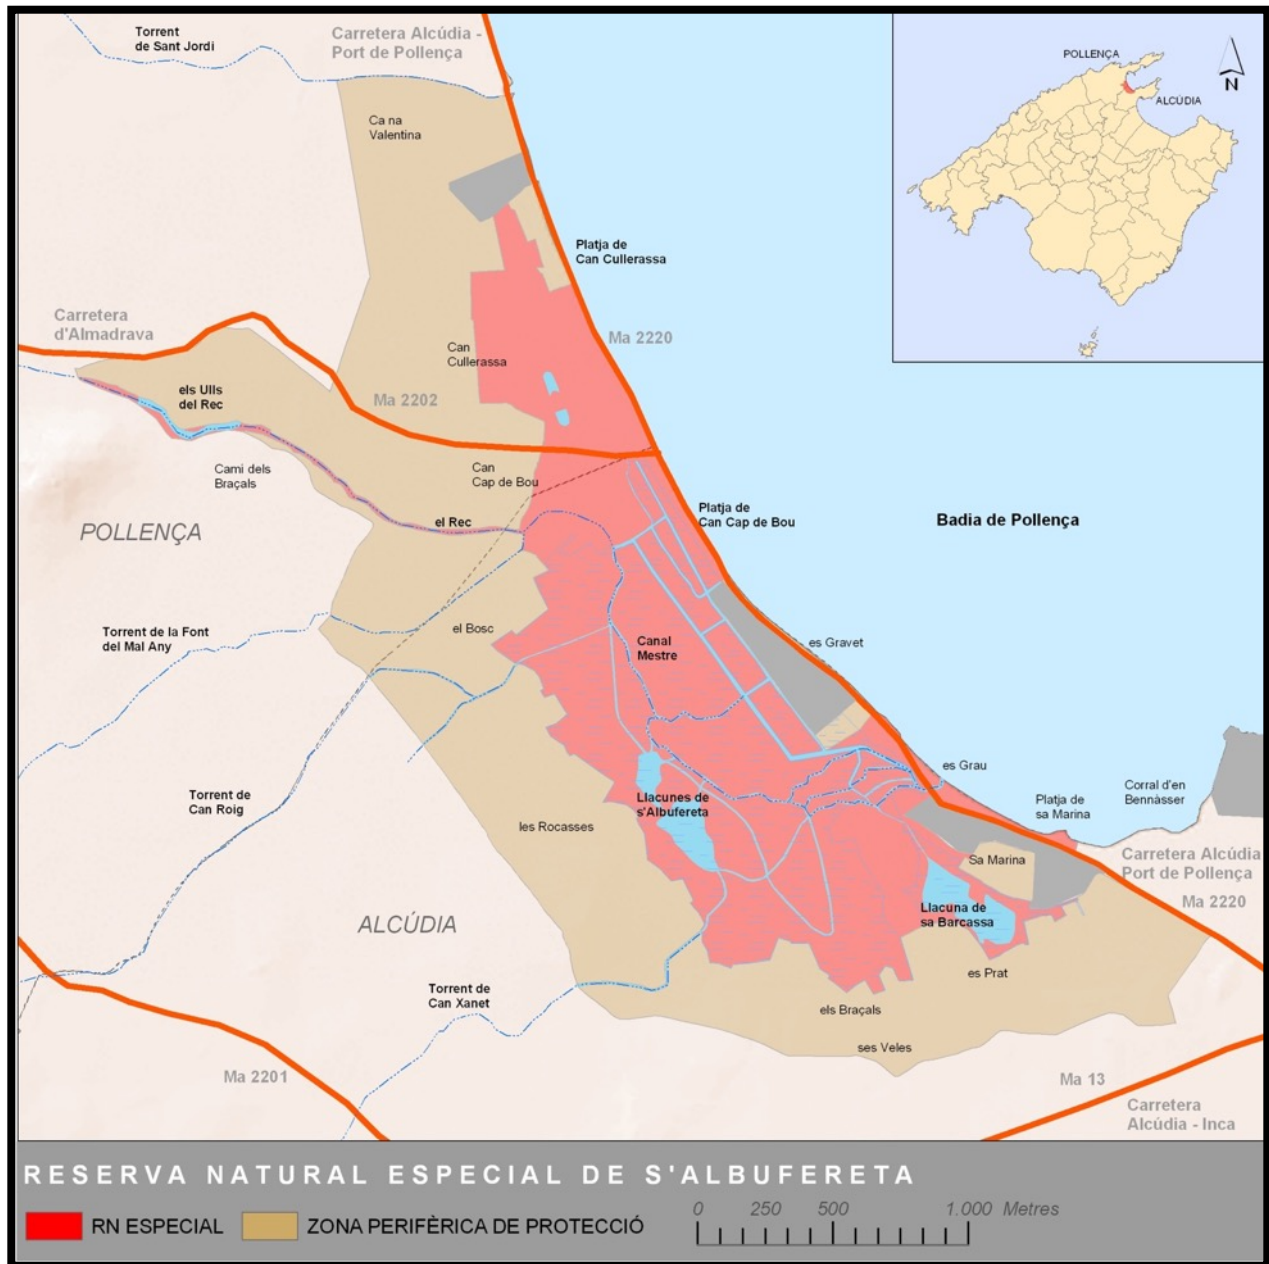 Torrent
de Sant Jordi
Carretera Alcúdia -
Port de Pollença
POLLENÇA
ALCÚDIA
N
Ca na
Valentina
Platja de
Can Cullerassa
Carretera
d'Almadrava
Ma 2220
Can
Cullerassa
els Ulls
del Rec
Ma 2202
Cami dels
Braçals
Can
Cap de Bou
el Rec
Platja de
Can Cap de Bou
Badia de Pollença
POLLENÇA
Torrent de la Font
del Mal Any
el Bosc
Canal
Mestre
es Gravet
es Grau
Torrent de
Can Roig
Llacunes de
s'Albufereta
Platja de
sa Marina
Corral d'en
Bennàsser
les Rocasses
Sa Marina
Carretera Alcúdia
Port de Pollença
Ma 2220
ALCÚDIA
Llacuna de
sa Barcassa
es Prat
Torrent de
Can Xanet
els Braçals
ses Veles
Ma 2201
Ma 13
Carretera
Alcúdia - Inca
RESERVA NATURAL ESPECIAL DE S'ALBUFERETA
RN ESPECIAL
ZONA PERIFÈRICA DE PROTECCIÓ
0 250 500 1.000 Metres